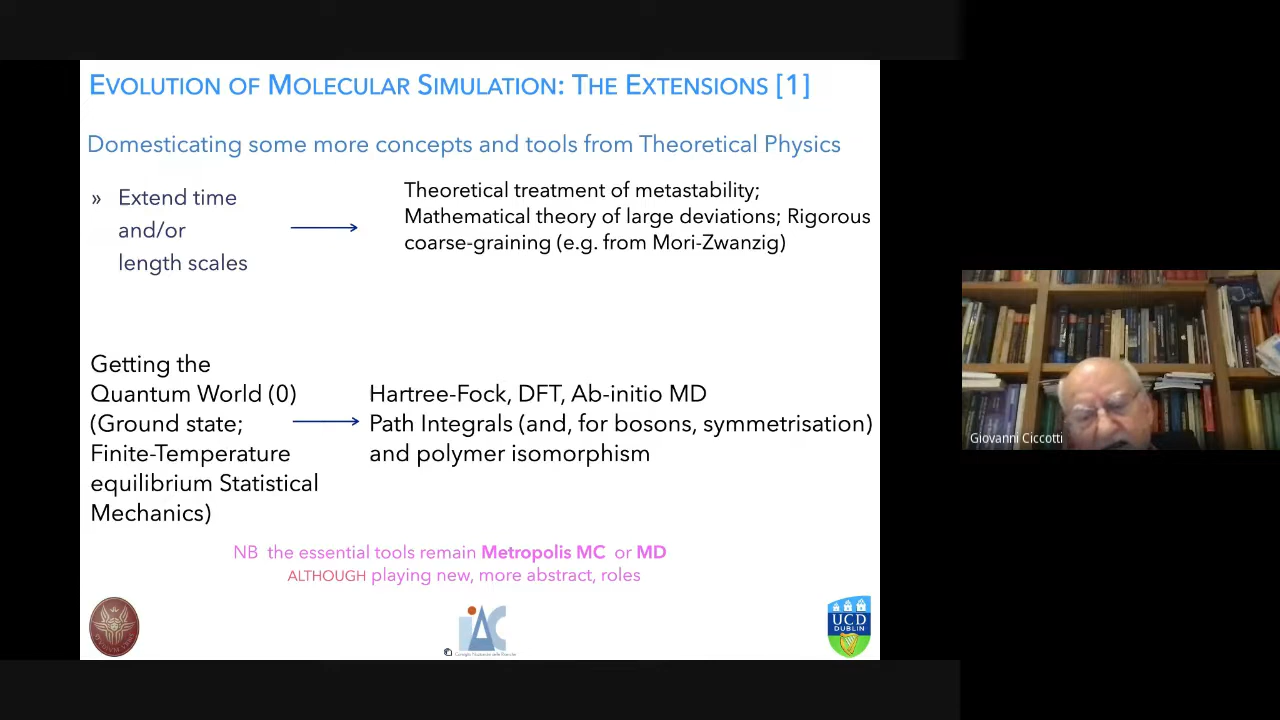 EVOLUTION OF MOLECULAR SIMULATION: THE EXTENSIONS [1]
Domesticating some more concepts and tools from Theoretical Physics
» Extend time
and/or
length scales
Theoretical treatment of metastability;
Mathematical theory of large deviations; Rigorous
coarse-graining (e.g. from Mori-Zwanzig)
Getting the
Quantum World (0)
(Ground state;
Finite-Temperature
equilibrium Statistical
Mechanics)
Hartree-Fock, DFT, Ab-initio MD
Path Integrals (and, for bosons, symmetrisation)
and polymer isomorphism
NB the essential tools remain Metropolis MC or MD
ALTHOUGH playing new, more abstract, roles
iAC
UCD
DUBLIN
Giovanni Ciccotti